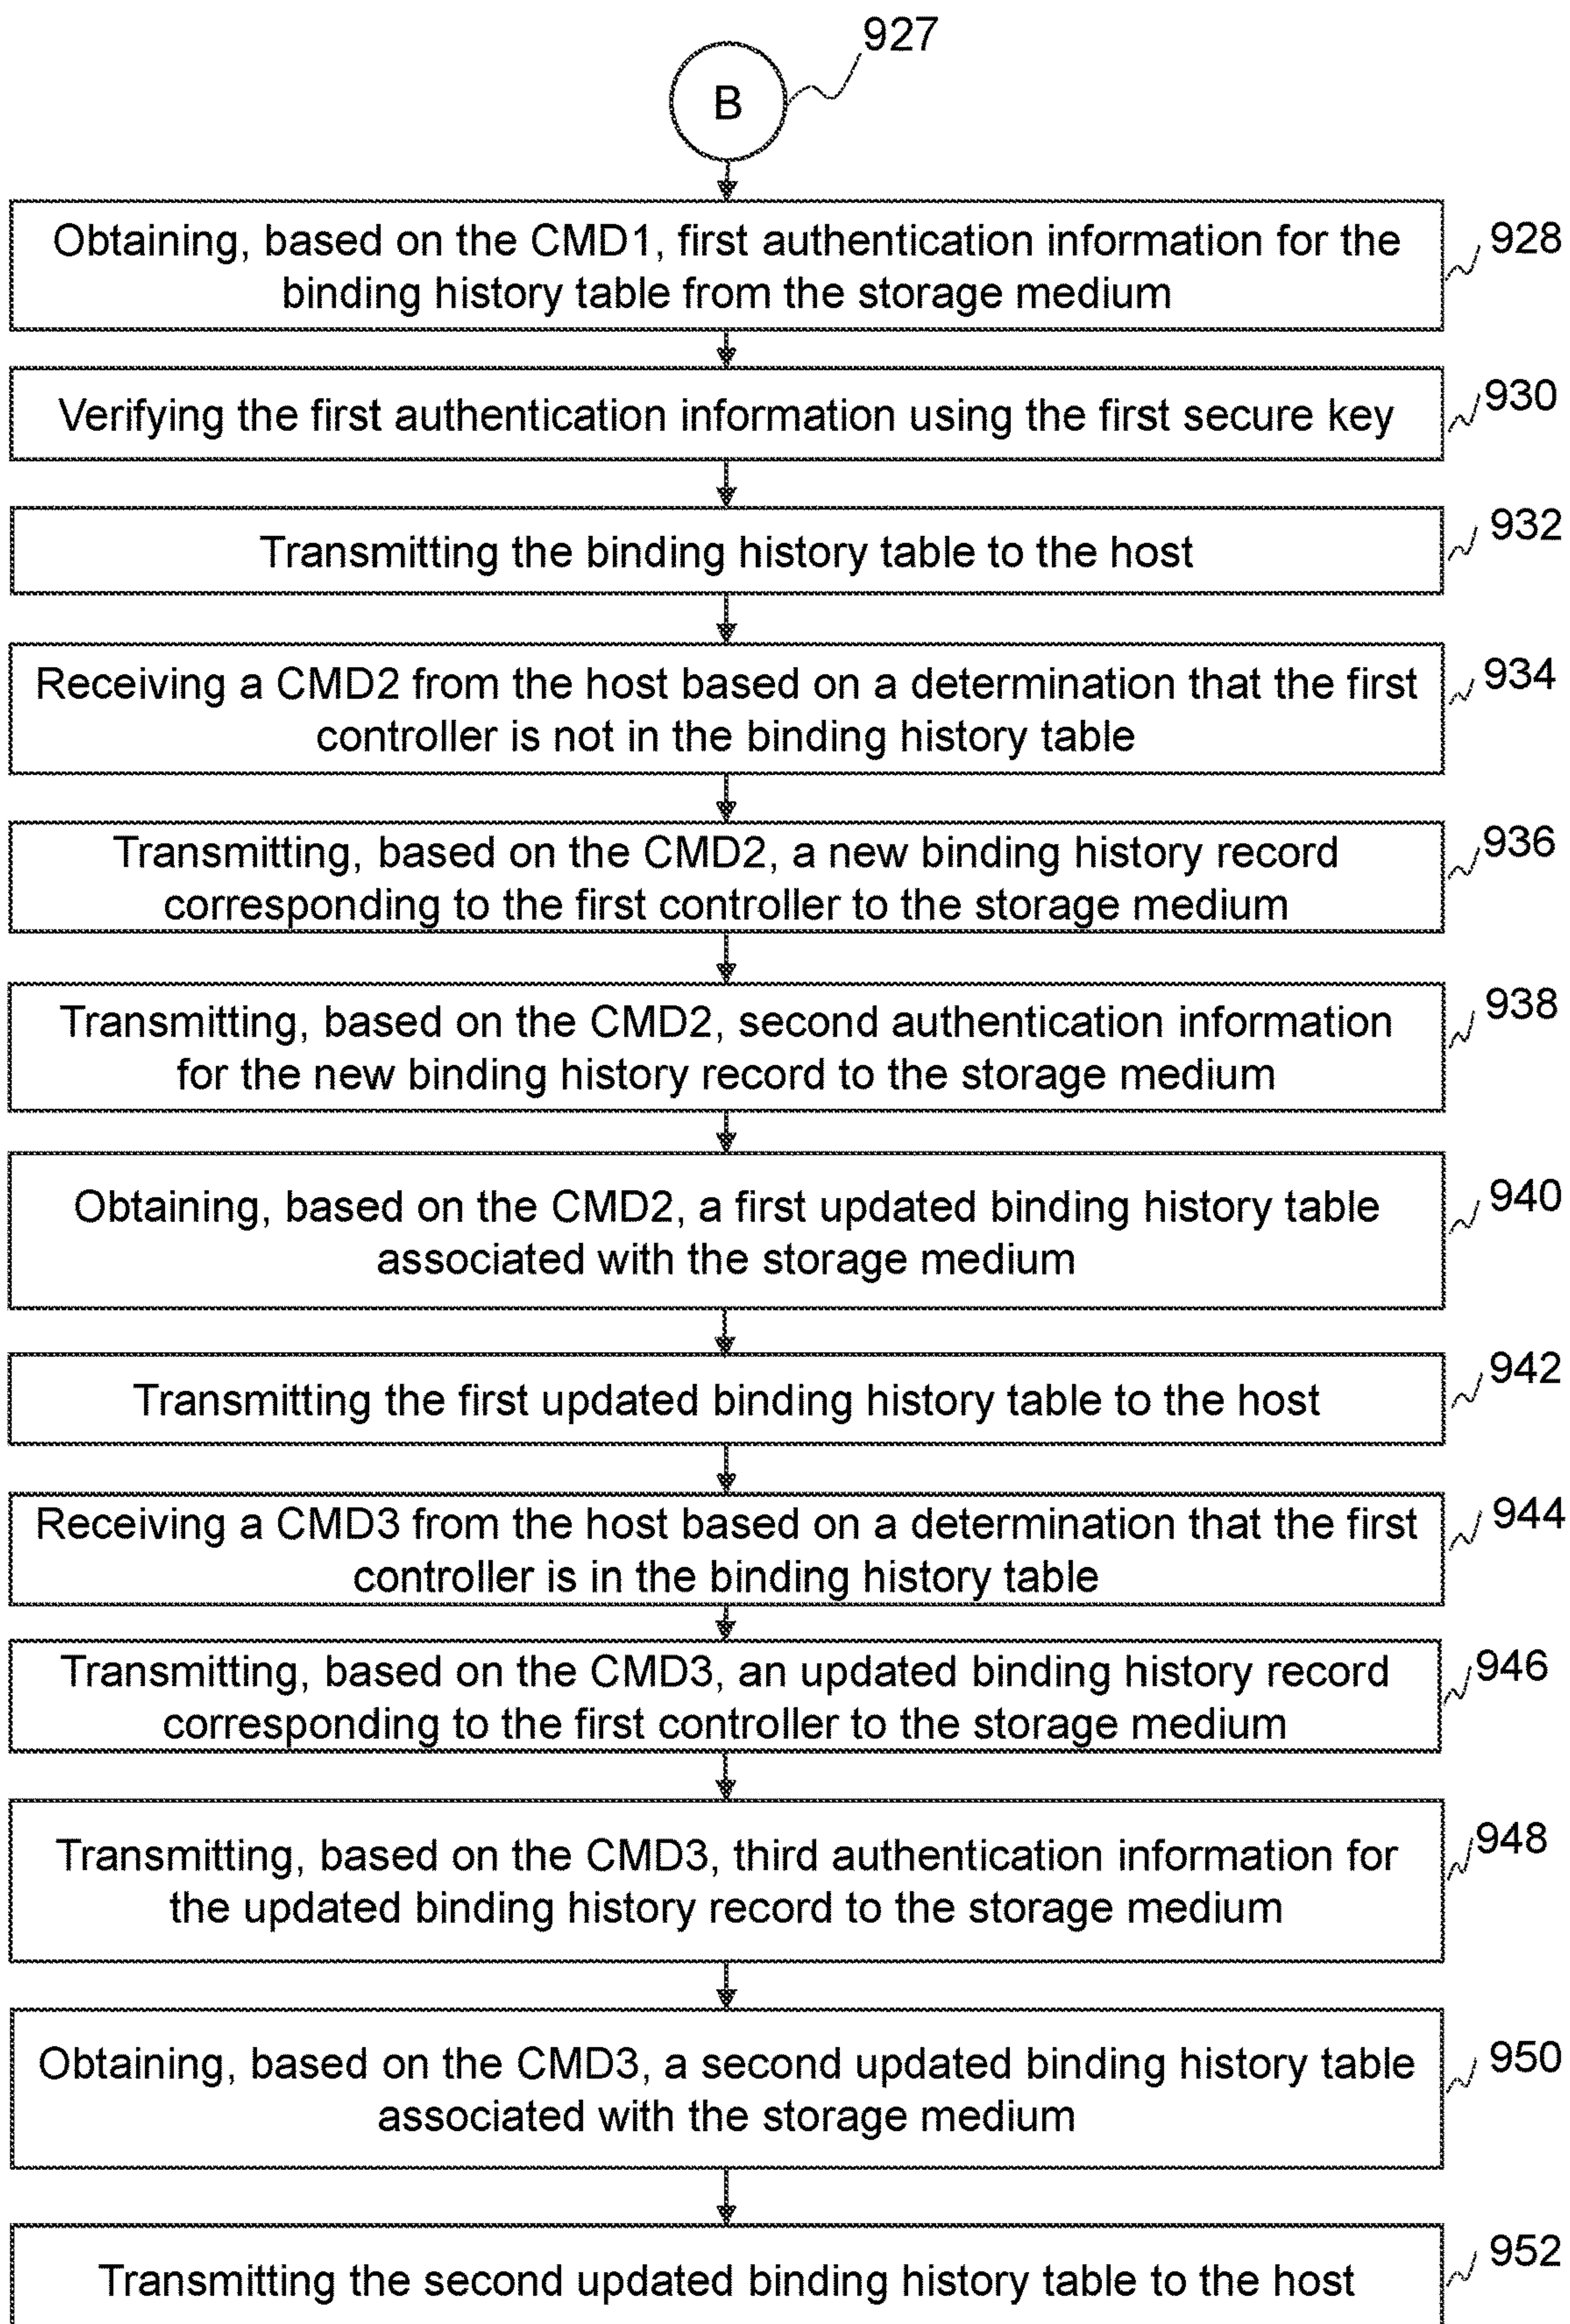 927
B
Obtaining, based on the CMD1, first authentication information for the
binding history table from the storage medium
928
Verifying the first authentication information using the first secure key
930
Transmitting the binding history table to the host
932
Receiving a CMD2 from the host based on a determination that the first
controller is not in the binding history table
934
Transmitting, based on the CMD2, a new binding history record
corresponding to the first controller to the storage medium
936
Transmitting, based on the CMD2, second authentication information
for the new binding history record to the storage medium
938
Obtaining, based on the CMD2, a first updated binding history table
associated with the storage medium
940
Transmitting the first updated binding history table to the host
942
Receiving a CMD3 from the host based on a determination that the first
controller is in the binding history table
944
Transmitting, based on the CMD3, an updated binding history record
corresponding to the first controller to the storage medium
946
Transmitting, based on the CMD3, third authentication information for
the updated binding history record to the storage medium
948
Obtaining, based on the CMD3, a second updated binding history table
associated with the storage medium
950
Transmitting the second updated binding history table to the host
952